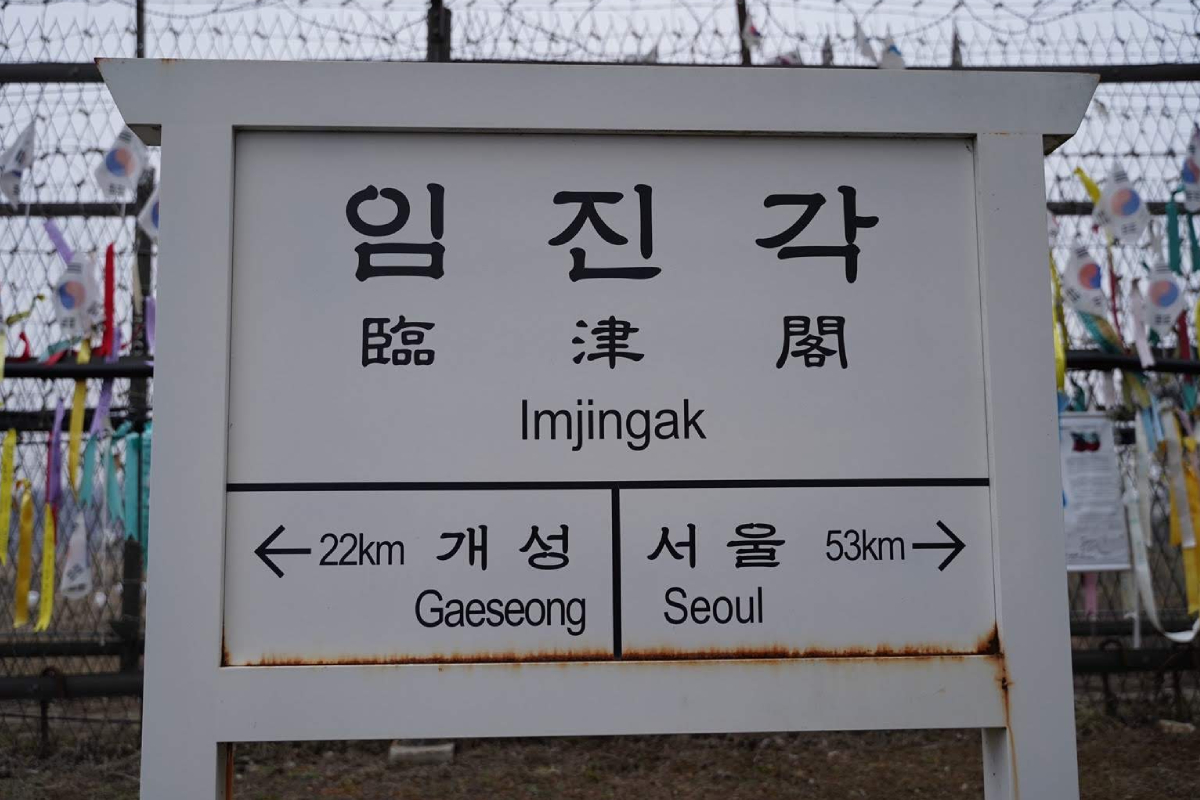 임 진 각
臨 津 閣
Imjingak
← 22km 개 성
Gaeseong
서 울 53km →
Seoul